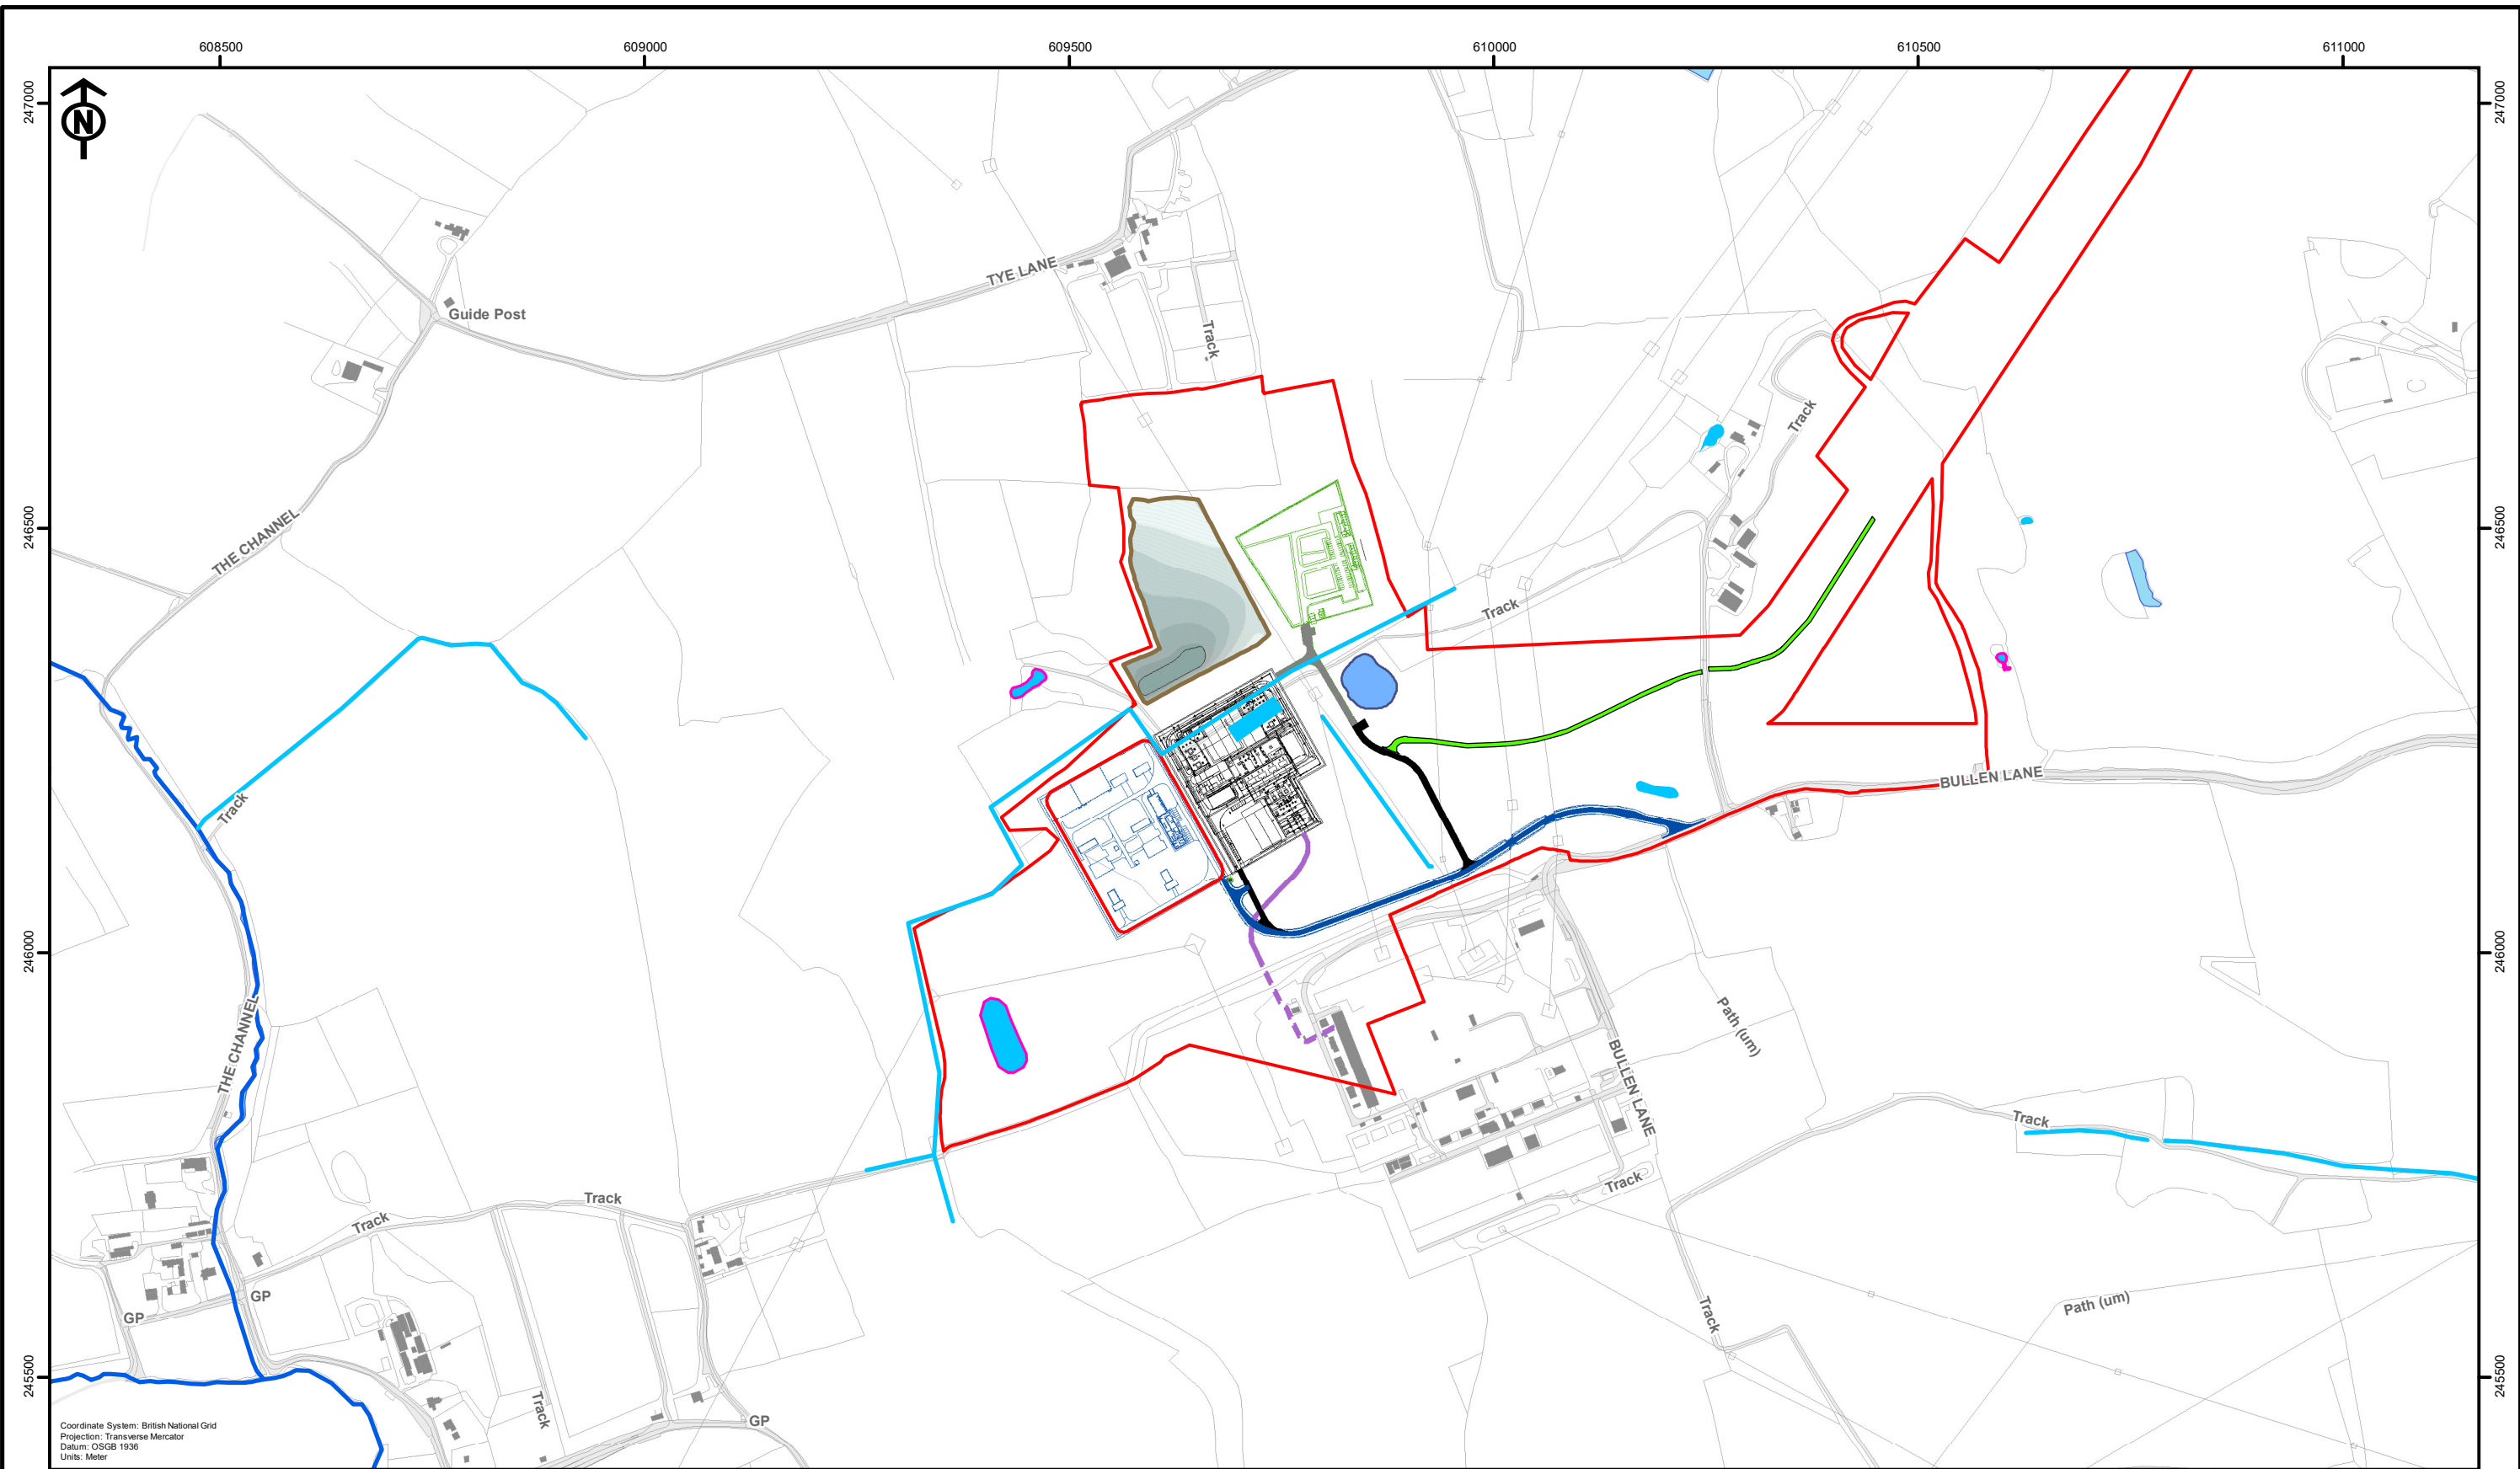 608500
609000
609500
610000
610500
611000
247000
247000
N
TYE LANE
Guide Post
Track
Track
246500
246500
THE CHANNEL
Track
Track
BULLEN LANE
246000
246000
THE CHANNEL
Path (um)
BULLEN LANE
Track
Track
Track
Track
GP
GP
Track
Path (um)
245500
245500
Track
GP
Coordinate System: British National Grid
Projection: Transverse Mercator
Datum: OSGB 1936
Units: Meter